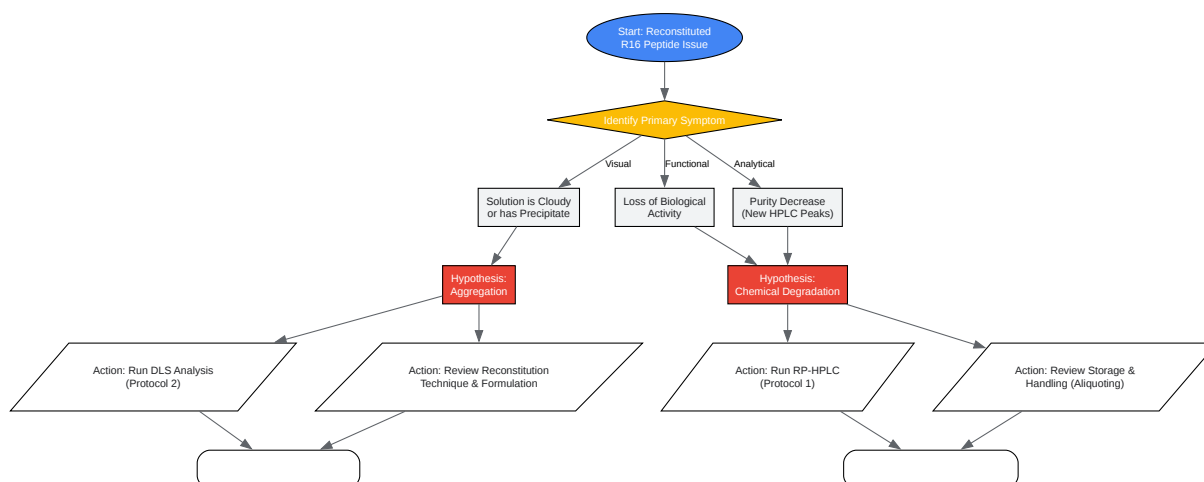 Start: Reconstituted
R16 Peptide Issue
Identify Primary Symptom
Visual
Functional
Analytical
Solution is Cloudy
or has Precipitate
Loss of Biological
Activity
Purity Decrease
(New HPLC Peaks)
Hypothesis:
Aggregation
Hypothesis:
Chemical Degradation
Action: Run DLS Analysis
(Protocol 2)
Action: Review Reconstitution
Technique & Formulation
Action: Run RP-HPLC
(Protocol 1)
Action: Review Storage &
Handling (Aliquoting)